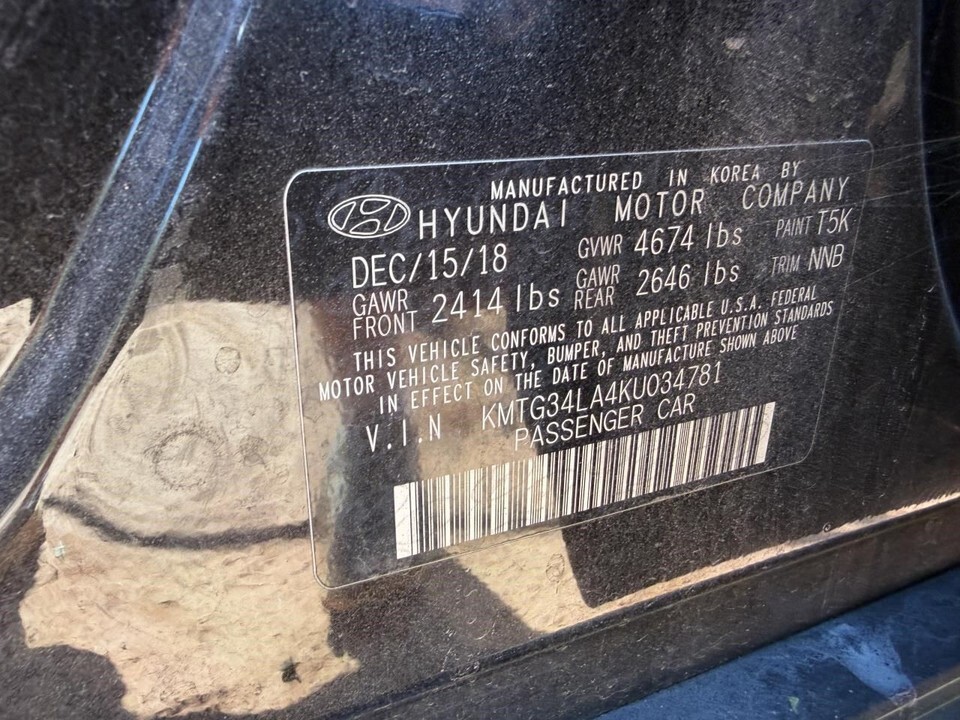 MANUFACTURED IN KOREA BY
HYUNDAI MOTOR COMPANY
DEC/15/18 GVWR 4674 lbs PAINT T5K
GAWR FRONT 2414 lbs GAWR REAR 2646 lbs TRIM NNB
THIS VEHICLE CONFORMS TO ALL APPLICABLE U.S.A. FEDERAL
MOTOR VEHICLE SAFETY, BUMPER, AND THEFT PREVENTION STANDARDS
IN EFFECT ON THE DATE OF MANUFACTURE SHOWN ABOVE
V.I.N KMTG34LA4KU034781
PASSENGER CAR